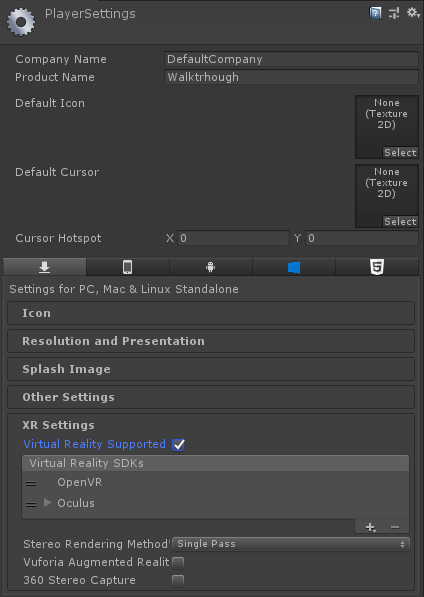 PlayerSettings
Company Name DefaultCompany
Product Name Walktrhough
Default Icon
None
(Texture
2D)
Select
Default Cursor
None
(Texture
2D)
Select
Cursor Hotspot X 0 Y 0
Settings for PC, Mac & Linux Standalone
Icon
Resolution and Presentation
Splash Image
Other Settings
XR Settings
Virtual Reality Supported
Virtual Reality SDKs
OpenVR
Oculus
Stereo Rendering Method Single Pass
Vuforia Augmented Realit
360 Stereo Capture